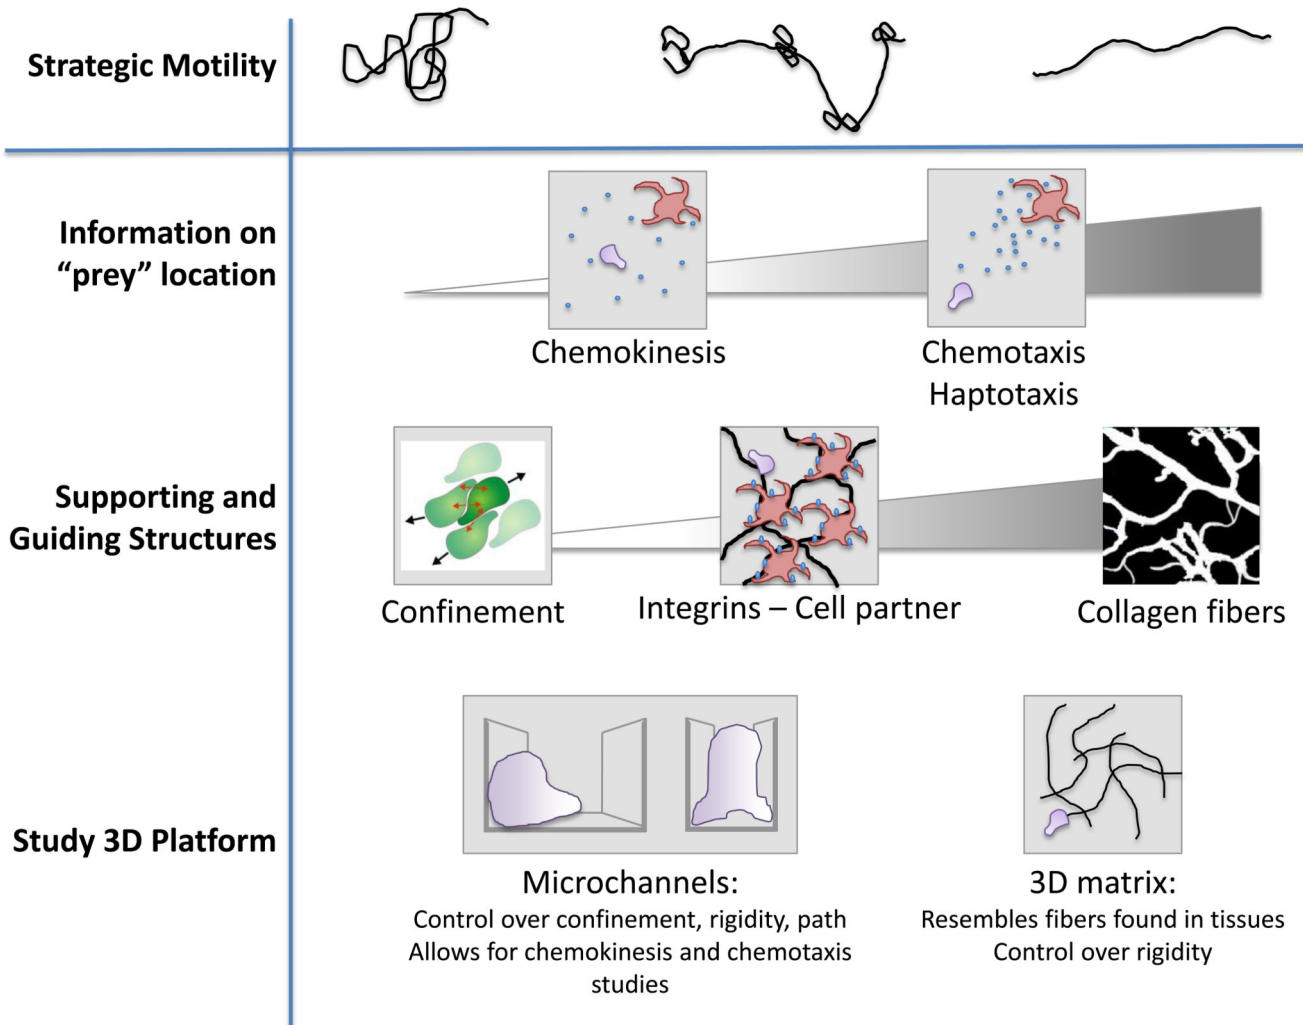 Strategic Motility
Information on
“prey” location
Chemokinesis
Chemotaxis
Haptotaxis
Supporting and
Guiding Structures
Confinement
Integrins – Cell partner
Collagen fibers
Study 3D Platform
Microchannels:
Control over confinement, rigidity, path
Allows for chemokinesis and chemotaxis
studies
3D matrix:
Resembles fibers found in tissues
Control over rigidity